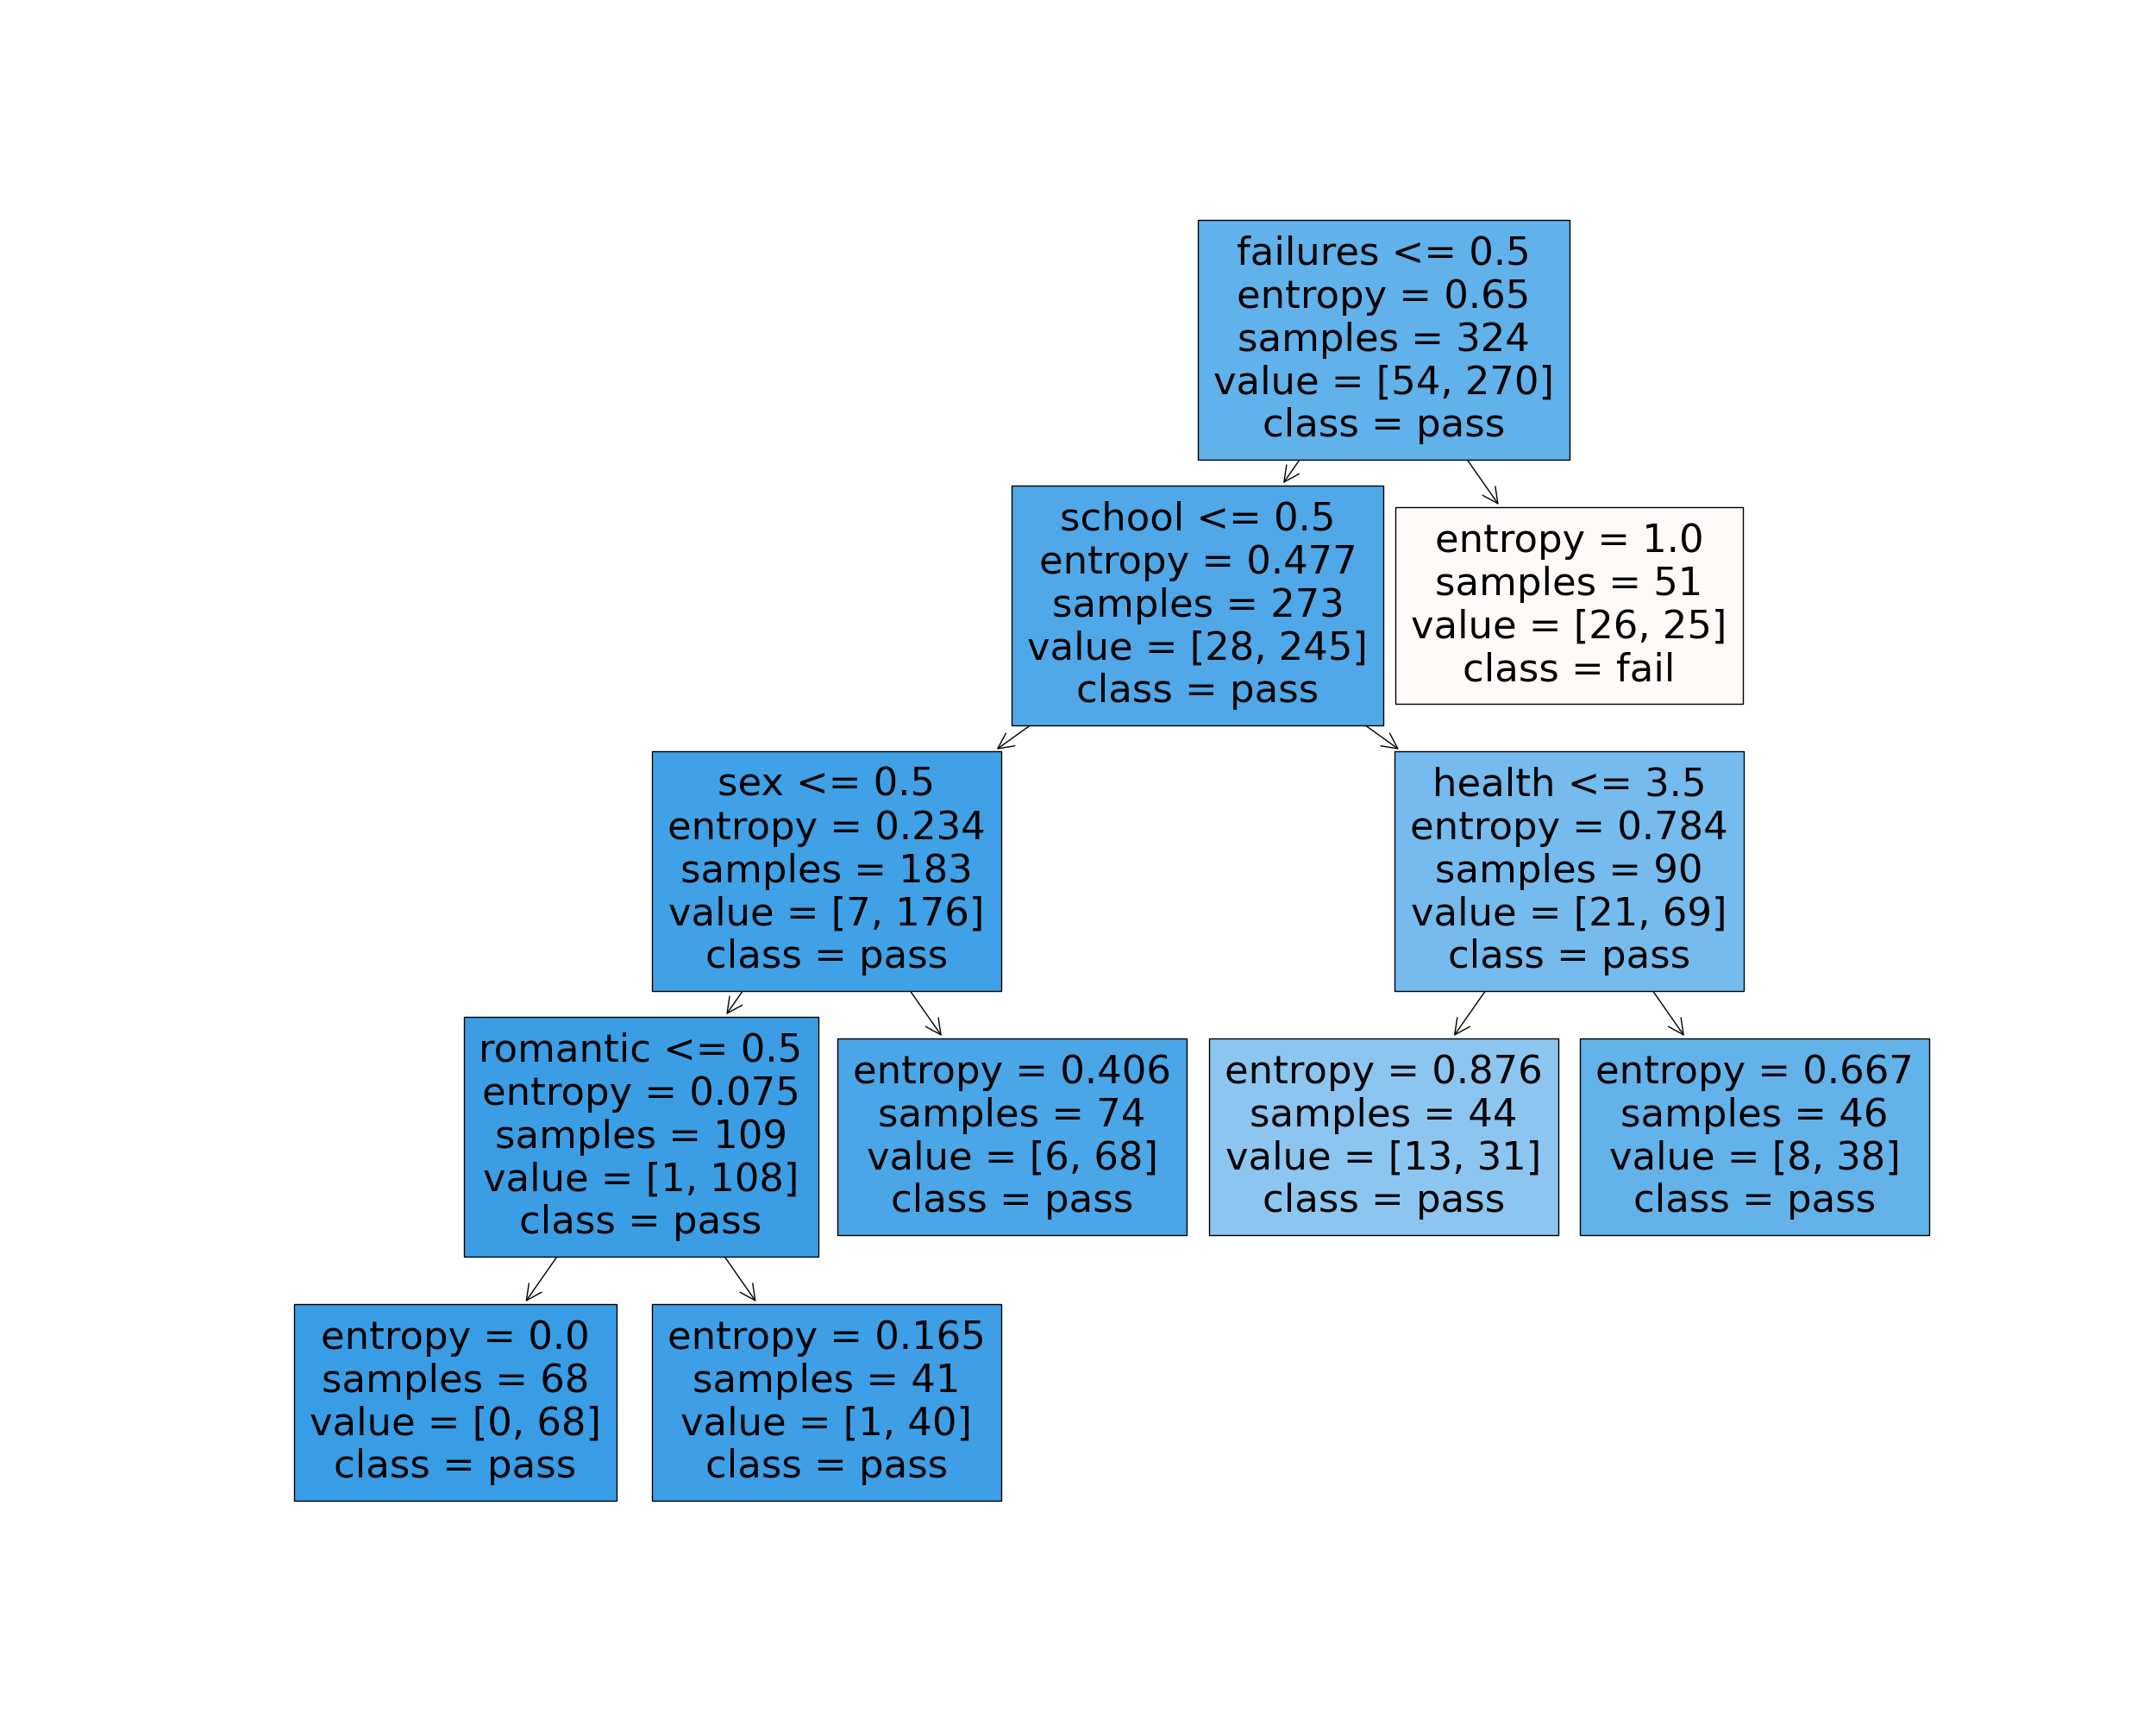 failures <= 0.5
entropy = 0.65
samples = 324
value = [54, 270]
class = pass
school <= 0.5
entropy = 0.477
samples = 273
value = [28, 245]
class = pass
entropy = 1.0
samples = 51
value = [26, 25]
class = fail
sex <= 0.5
entropy = 0.234
samples = 183
value = [7, 176]
class = pass
health <= 3.5
entropy = 0.784
samples = 90
value = [21, 69]
class = pass
romantic <= 0.5
entropy = 0.075
samples = 109
value = [1, 108]
class = pass
entropy = 0.406
samples = 74
value = [6, 68]
class = pass
entropy = 0.876
samples = 44
value = [13, 31]
class = pass
entropy = 0.667
samples = 46
value = [8, 38]
class = pass
entropy = 0.0
samples = 68
value = [0, 68]
class = pass
entropy = 0.165
samples = 41
value = [1, 40]
class = pass